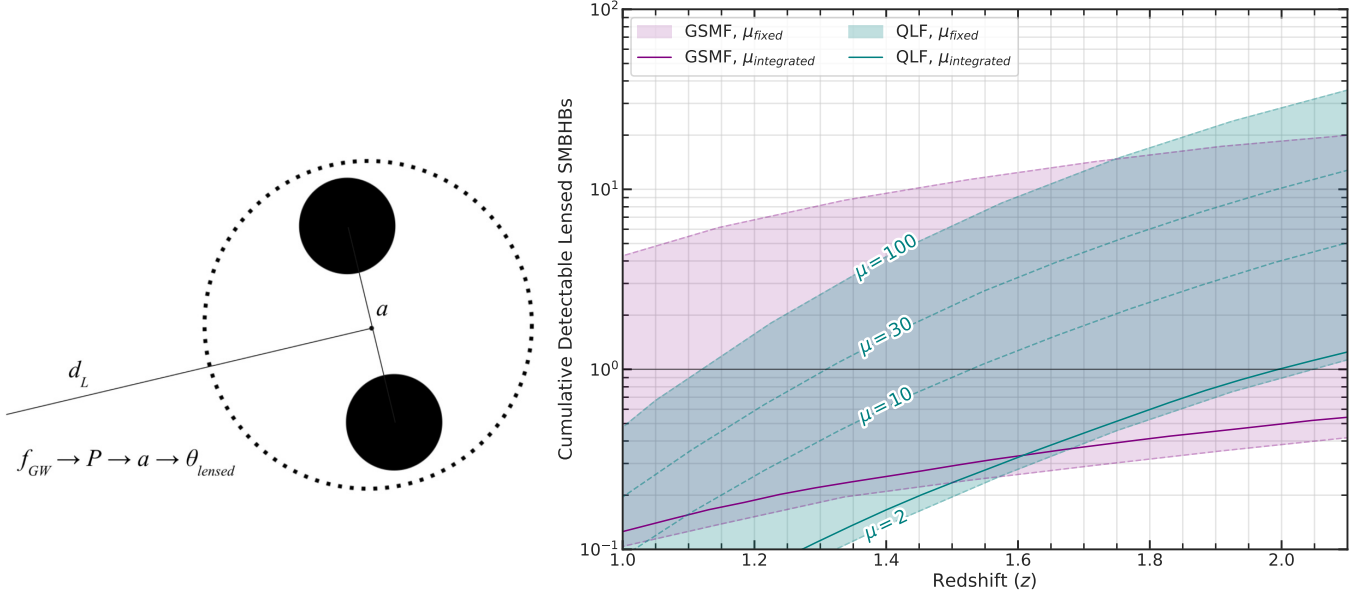 a
d_L
f_GW → P → a → θ_lensed
Cumulative Detectable Lensed SMBHBs
10^2
10^1
10^0
10^−1
GSMF, μ_fixed
GSMF, μ_integrated
QLF, μ_fixed
QLF, μ_integrated
μ = 100
μ = 30
μ = 10
μ = 2
1.0 1.2 1.4 1.6 1.8 2.0
Redshift (z)